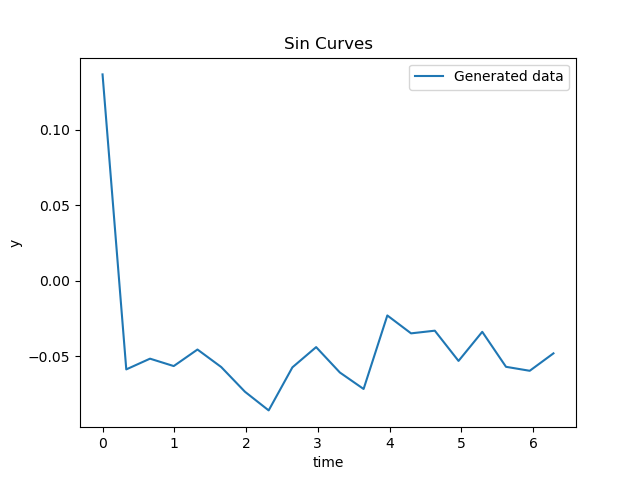 Sin Curves
Generated data
0.10
0.05
0.00
−0.05
y
0 1 2 3 4 5 6
time